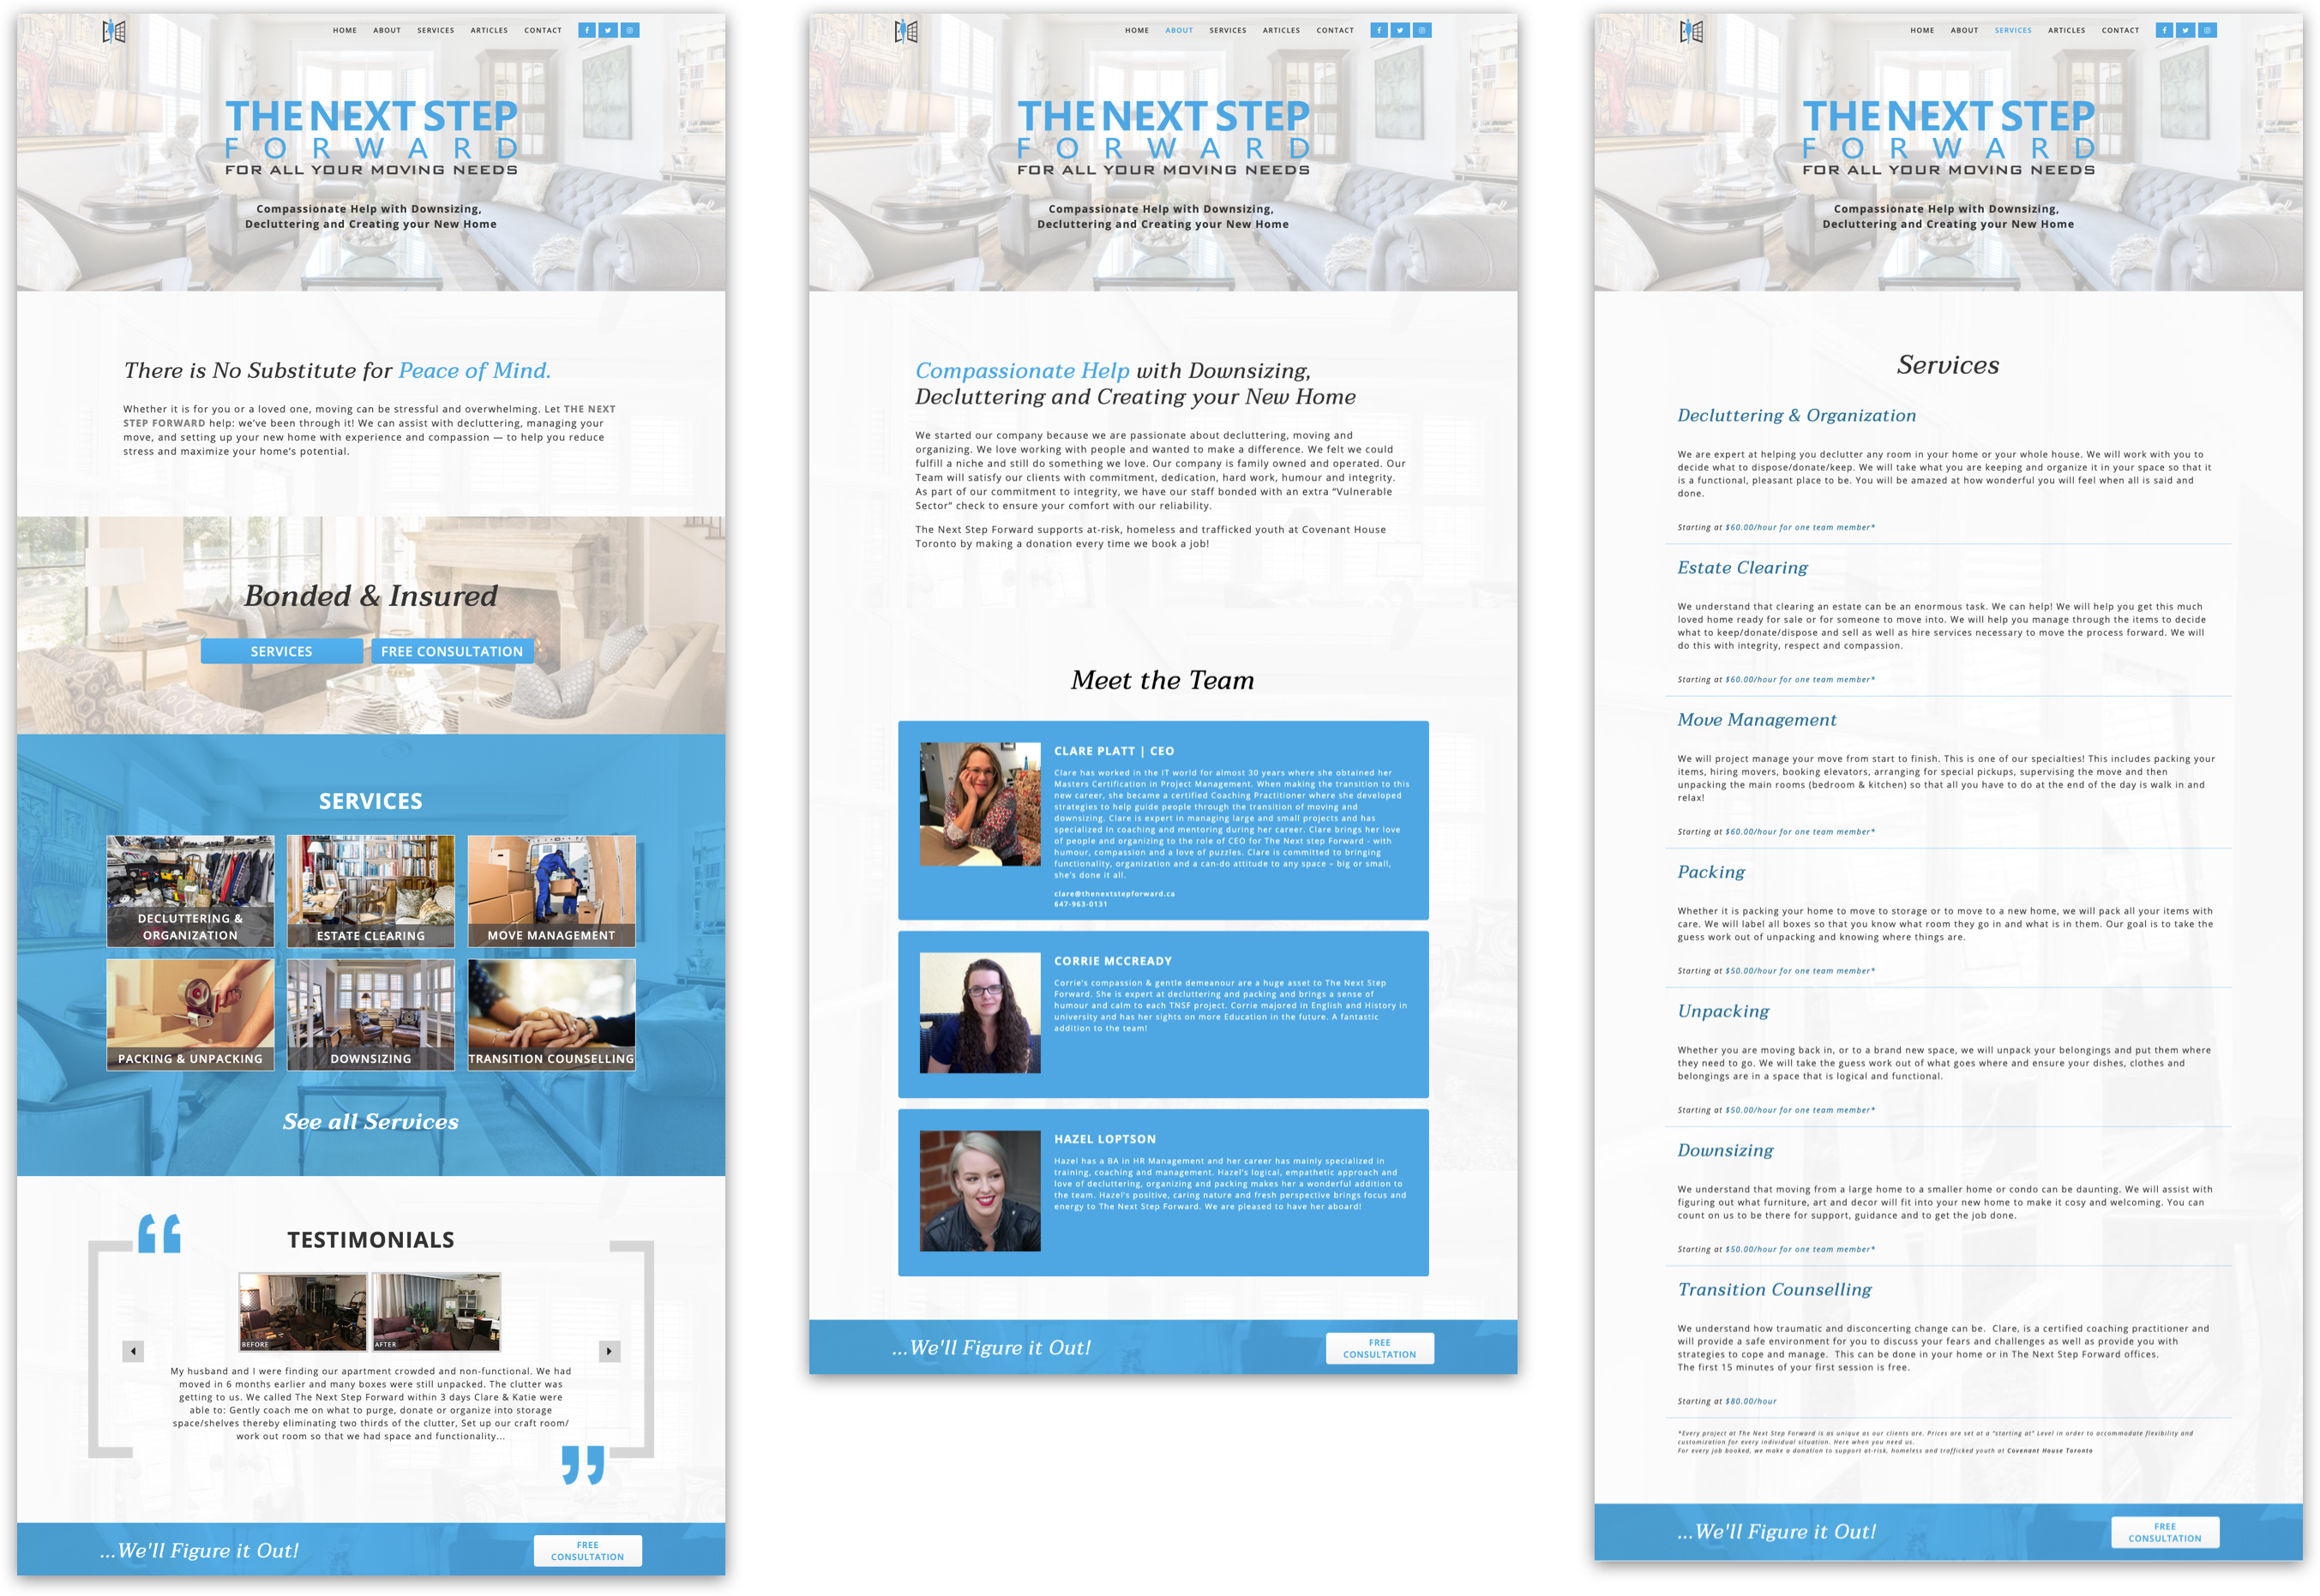 HOME ABOUT SERVICES ARTICLES CONTACT
THE NEXT STEP
FORWARD
FOR ALL YOUR MOVING NEEDS
Compassionate Help with Downsizing,
Decluttering and Creating your New Home
There is No Substitute for Peace of Mind.
Whether it is for you or a loved one, moving can be stressful and overwhelming. Let THE NEXT
STEP FORWARD help: we've been through it! We can assist with decluttering, managing your
move, and setting up your new home with experience and compassion — to help you reduce
stress and maximize your home's potential.
Bonded & Insured
SERVICES FREE CONSULTATION
SERVICES
DECLUTTERING &
ORGANIZATION
ESTATE CLEARING
MOVE MANAGEMENT
PACKING & UNPACKING
DOWNSIZING
TRANSITION COUNSELLING
See all Services
TESTIMONIALS
BEFORE
AFTER
My husband and I were finding our apartment crowded and non-functional. We had
moved in 6 months earlier and many boxes were still unpacked. The clutter was
getting to us. We called The Next Step Forward within 3 days Clare & Katie were
able to: Gently coach me on what to purge, donate or organize into storage
space/shelves thereby eliminating two thirds of the clutter, Set up our craft room/
work out room so that we had space and functionality...
...We'll Figure it Out!
FREE
CONSULTATION
HOME ABOUT SERVICES ARTICLES CONTACT
THE NEXT STEP
FORWARD
FOR ALL YOUR MOVING NEEDS
Compassionate Help with Downsizing,
Decluttering and Creating your New Home
Compassionate Help with Downsizing,
Decluttering and Creating your New Home
We started our company because we are passionate about decluttering, moving and
organizing. We love working with people and wanted to make a difference. We felt we could
fulfill a niche and still do something we love. Our company is family owned and operated. Our
Team will satisfy our clients with commitment, dedication, hard work, humour and integrity.
As part of our commitment to integrity, we have our staff bonded with an extra "Vulnerable
Sector" check to ensure your comfort with our reliability.
The Next Step Forward supports at-risk, homeless and trafficked youth at Covenant House
Toronto by making a donation every time we book a job!
Meet the Team
CLARE PLATT | CEO
Clare has worked in the IT world for almost 30 years where she obtained her
Masters Certification in Project Management. When making the transition to this
new career, she became a certified Coaching Practitioner where she developed
strategies to help guide people through the transition of moving and
downsizing. Clare is expert in managing large and small projects and has
specialized in coaching and mentoring during her career. Clare brings her love
of people and organizing to the role of CEO for The Next step Forward - with
humour, compassion and a love of puzzles. Clare is committed to bringing
functionality, organization and a can-do attitude to any space – big or small,
she's done it all.
clare@thenextstepforward.ca
647-963-0131
CORRIE MCCREADY
Corrie's compassion & gentle demeanour are a huge asset to The Next Step
Forward. She is expert at decluttering and packing and brings a sense of
humour and calm to each TNSF project. Corrie majored in English and History in
university and has her sights on more Education in the future. A fantastic
addition to the team!
HAZEL LOPTSON
Hazel has a BA in HR Management and her career has mainly specialized in
training, coaching and management. Hazel's logical, empathetic approach and
love of decluttering, organizing and packing makes her a wonderful addition to
the team. Hazel's positive, caring nature and fresh perspective brings focus and
energy to The Next Step Forward. We are pleased to have her aboard!
...We'll Figure it Out!
FREE
CONSULTATION
HOME ABOUT SERVICES ARTICLES CONTACT
THE NEXT STEP
FORWARD
FOR ALL YOUR MOVING NEEDS
Compassionate Help with Downsizing,
Decluttering and Creating your New Home
Services
Decluttering & Organization
We are expert at helping you declutter any room in your home or your whole house. We will work with you to
decide what to dispose/donate/keep. We will take what you are keeping and organize it in your space so that it
is a functional, pleasant place to be. You will be amazed at how wonderful you will feel when all is said and
done.
Starting at $60.00/hour for one team member*
Estate Clearing
We understand that clearing an estate can be an enormous task. We can help! We will help you get this much
loved home ready for sale or for someone to move into. We will help you manage through the items to decide
what to keep/donate/dispose and sell as well as hire services necessary to move the process forward. We will
do this with integrity, respect and compassion.
Starting at $60.00/hour for one team member*
Move Management
We will project manage your move from start to finish. This is one of our specialties! This includes packing your
items, hiring movers, booking elevators, arranging for special pickups, supervising the move and then
unpacking the main rooms (bedroom & kitchen) so that all you have to do at the end of the day is walk in and
relax!
Starting at $60.00/hour for one team member*
Packing
Whether it is packing your home to move to storage or to move to a new home, we will pack all your items with
care. We will label all boxes so that you know what room they go in and what is in them. Our goal is to take the
guess work out of unpacking and knowing where things are.
Starting at $50.00/hour for one team member*
Unpacking
Whether you are moving back in, or to a brand new space, we will unpack your belongings and put them where
they need to go. We will take the guess work out of what goes where and ensure your dishes, clothes and
belongings are in a space that is logical and functional.
Starting at $50.00/hour for one team member*
Downsizing
We understand that moving from a large home to a smaller home or condo can be daunting. We will assist with
figuring out what furniture, art and decor will fit into your new home to make it cosy and welcoming. You can
count on us to be there for support, guidance and to get the job done.
Starting at $50.00/hour for one team member*
Transition Counselling
We understand how traumatic and disconcerting change can be. Clare, is a certified coaching practitioner and
will provide a safe environment for you to discuss your fears and challenges as well as provide you with
strategies to cope and manage. This can be done in your home or in The Next Step Forward offices.
The first 15 minutes of your first session is free.
Starting at $80.00/hour
*Every project at The Next Step Forward is as unique as our clients are. Prices are set at a "starting at" Level in order to accommodate flexibility and
customization for every individual situation. Here when you need us.
For every job booked, we make a donation to support at-risk, homeless and trafficked youth at Covenant House Toronto
...We'll Figure it Out!
FREE
CONSULTATION